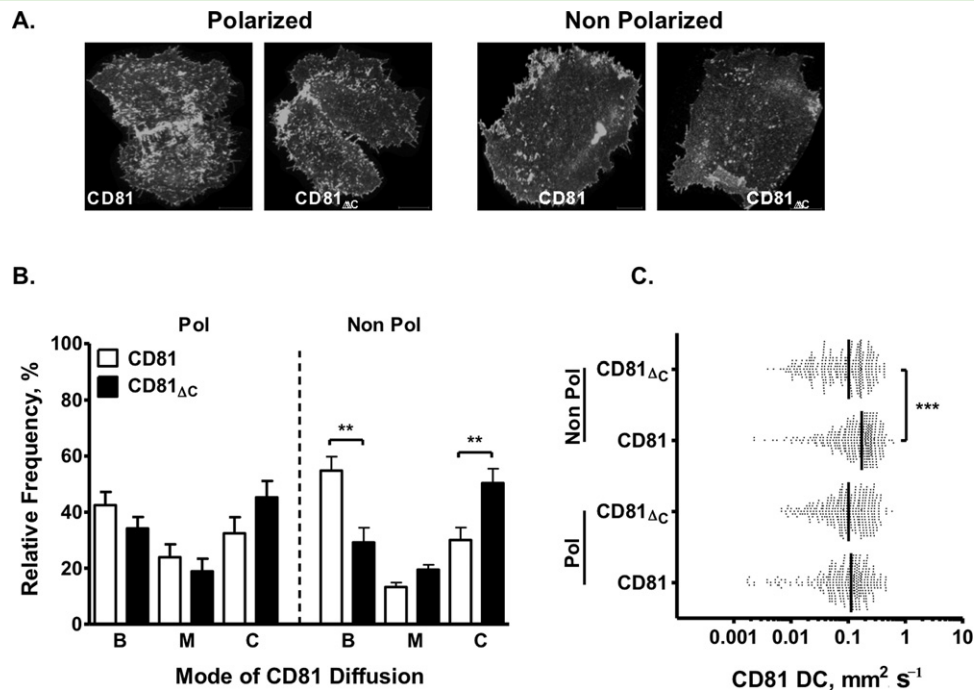 A.
Polarized
Non Polarized
CD81
CD81ΔC
CD81
CD81ΔC
B.
Pol
Non Pol
CD81
CD81ΔC
Relative Frequency, %
100
80
60
40
20
0
**
**
B
M
C
B
M
C
Mode of CD81 Diffusion
C.
Non Pol
CD81ΔC
CD81
***
Pol
CD81ΔC
CD81
0.001
0.01
0.1
1
10
CD81 DC, mm² s⁻¹